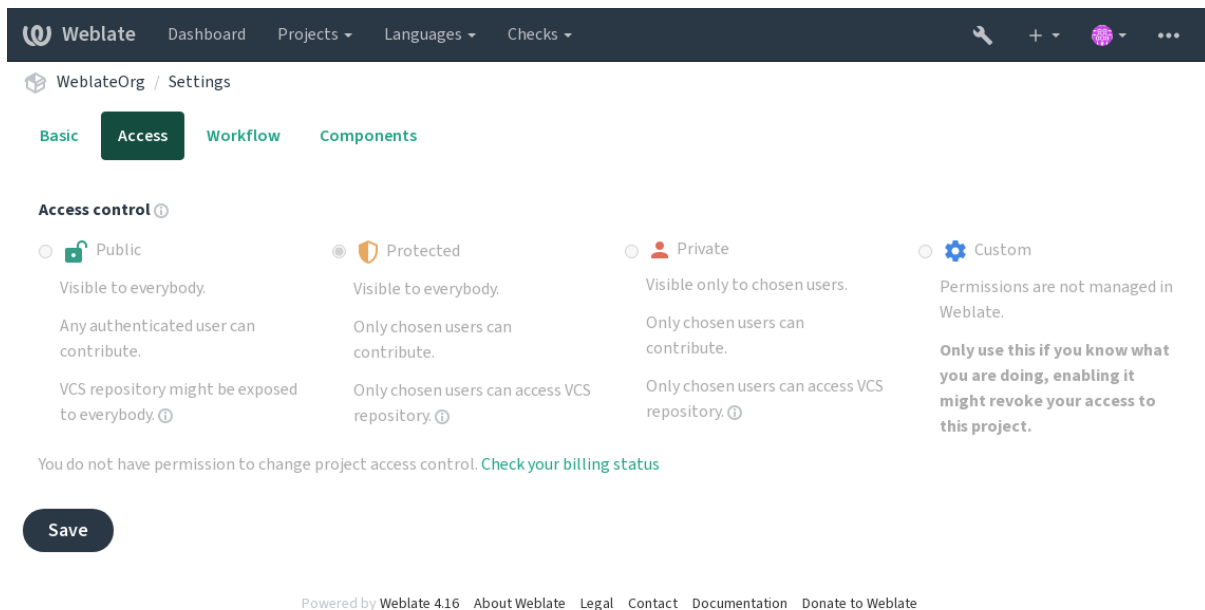 Weblate Dashboard Projects Languages Checks
WeblateOrg / Settings
Basic Access Workflow Components
Access control
Public
Visible to everybody.
Any authenticated user can
contribute.
VCS repository might be exposed
to everybody.
Protected
Visible to everybody.
Only chosen users can
contribute.
Only chosen users can access VCS
repository.
Private
Visible only to chosen users.
Only chosen users can
contribute.
Only chosen users can access VCS
repository.
Custom
Permissions are not managed in
Weblate.
Only use this if you know what
you are doing, enabling it
might revoke your access to
this project.
You do not have permission to change project access control. Check your billing status
Save
Powered by Weblate 4.16 About Weblate Legal Contact Documentation Donate to Weblate